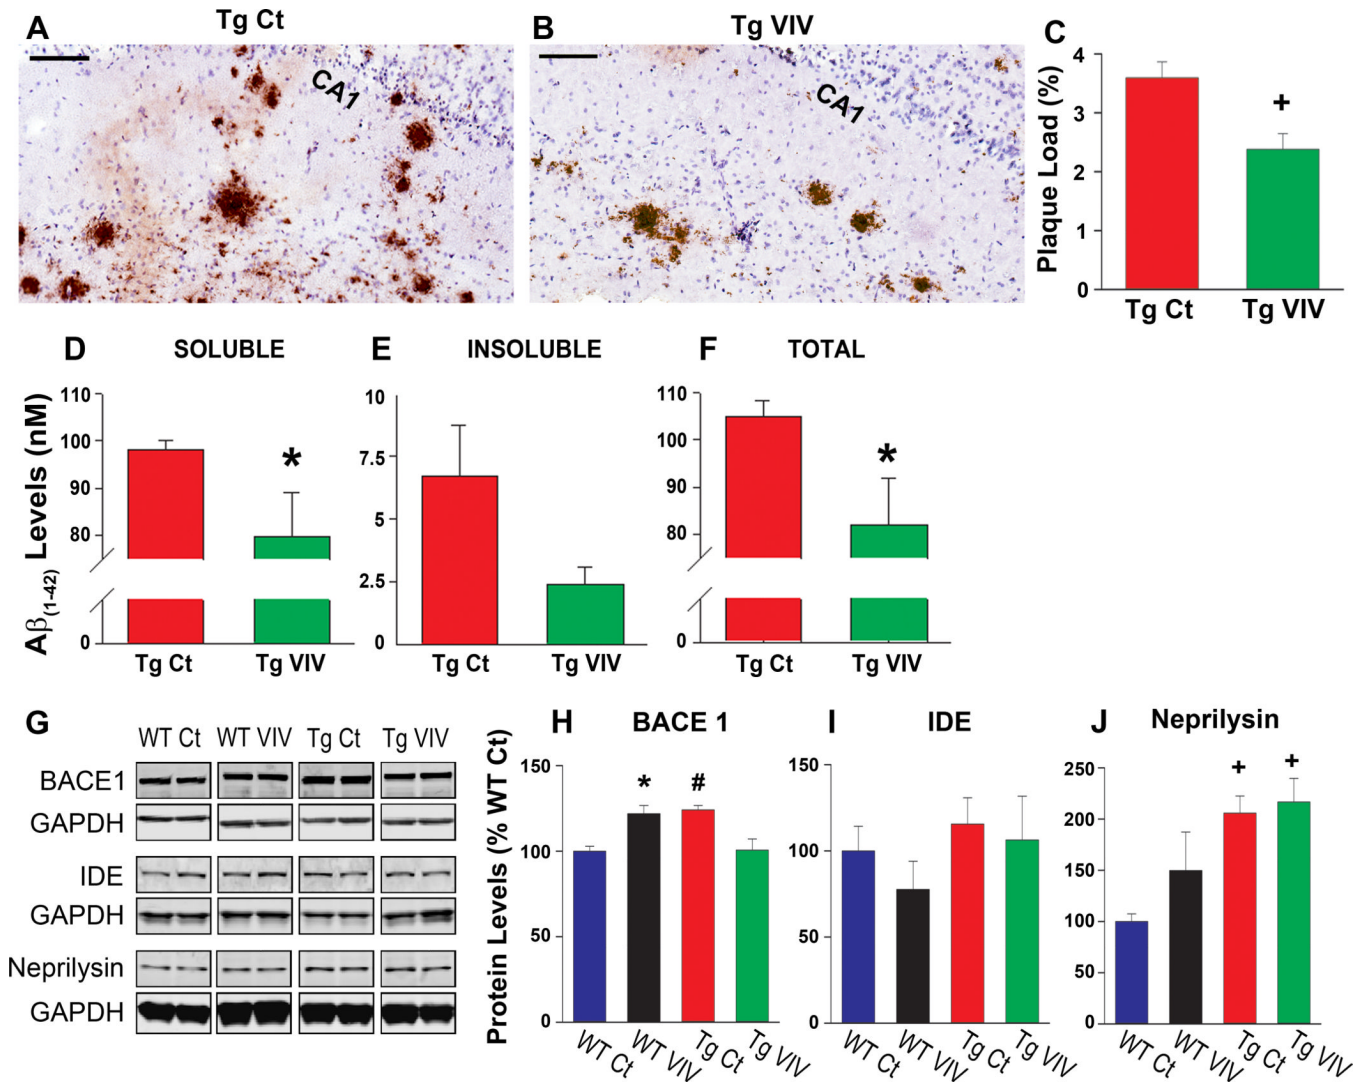 A Tg Ct
B Tg VIV
C
CA1
CA1
Plaque Load (%)
4
3
2
1
0
Tg Ct Tg VIV
+
D SOLUBLE
E INSOLUBLE
F TOTAL
Aβ(1-42) Levels (nM)
110
100
90
80
0
*
Tg Ct Tg VIV
10
7.5
5
2.5
0
Tg Ct Tg VIV
110
100
90
80
0
*
Tg Ct Tg VIV
G
WT Ct WT VIV Tg Ct Tg VIV
BACE1
GAPDH
IDE
GAPDH
Neprilysin
GAPDH
H BACE 1
Protein Levels (% WT Ct)
150
100
50
0
* #
WT Ct WT VIV Tg Ct Tg VIV
I IDE
150
100
50
0
WT Ct WT VIV Tg Ct Tg VIV
J Neprilysin
250
200
150
100
50
0
+ +
WT Ct WT VIV Tg Ct Tg VIV